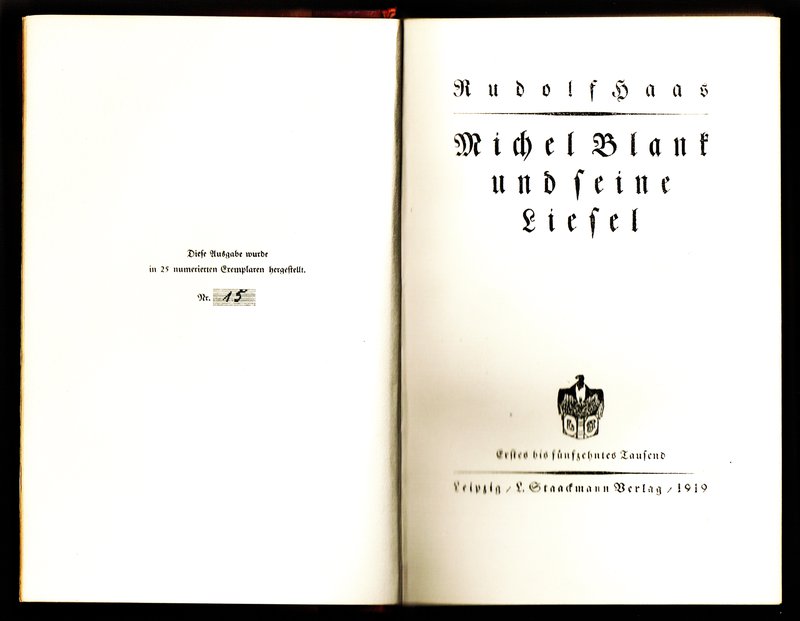 Diese Ausgabe wurde
in 25 numerierten Exemplaren hergestellt.
Nr. 15
Rudolf Haas
Michel Blank
und seine
Liesel
Erstes bis fünfzehntes Tausend
Leipzig / L. Staackmann Verlag / 1919